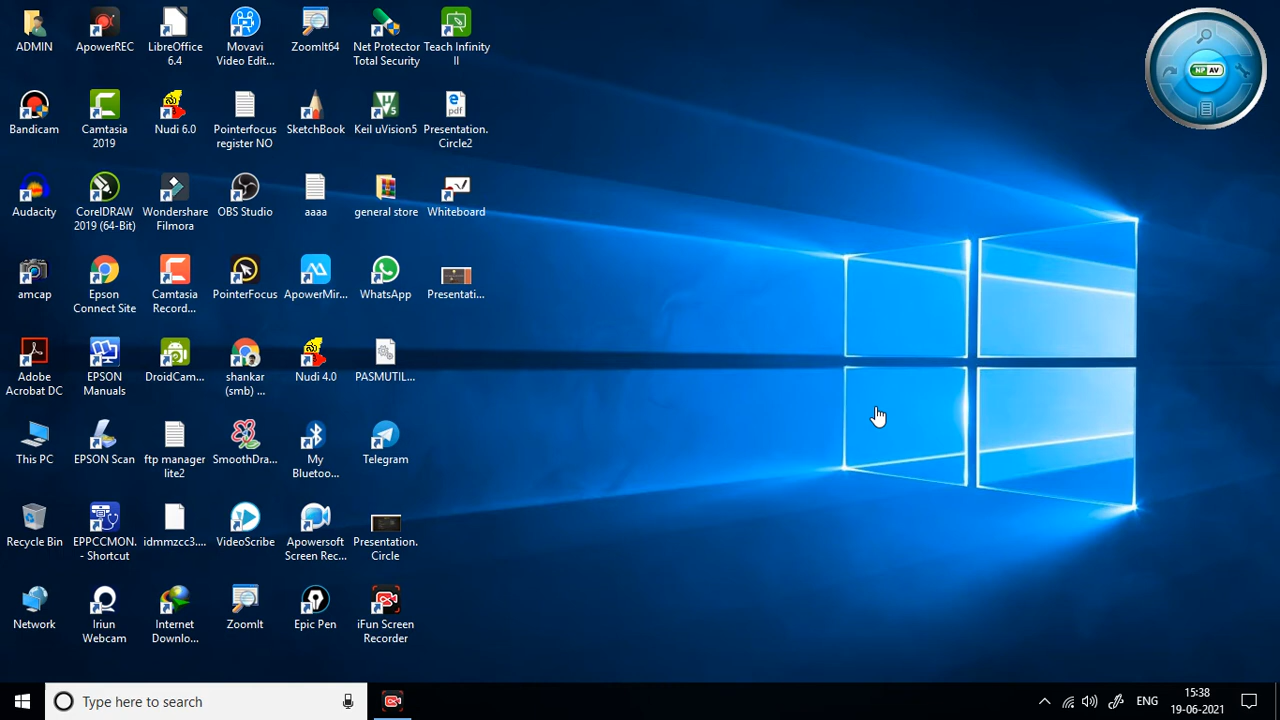 ADMIN
ApowerREC
LibreOffice
6.4
Movavi
Video Edit...
ZoomIt64
Net Protector
Total Security
Teach Infinity
II
NP AV
Bandicam
Camtasia
2019
Nudi 6.0
Pointerfocus
register NO
SketchBook
Keil uVision5
pdf
Presentation.
Circle2
Audacity
CorelDRAW
2019 (64-Bit)
Wondershare
Filmora
OBS Studio
aaaa
general store
Whiteboard
amcap
Epson
Connect Site
Camtasia
Record...
PointerFocus
ApowerMir...
WhatsApp
Presentati...
Adobe
Acrobat DC
EPSON
Manuals
DroidCam...
shankar
(smb) ...
Nudi 4.0
PASMUTIL...
This PC
EPSON Scan
ftp manager
lite2
SmoothDra...
My
Bluetoo...
Telegram
Recycle Bin
EPPCCMON.
- Shortcut
idmmzcc3....
VideoScribe
Apowersoft
Screen Rec...
Presentation.
Circle
Network
Iriun
Webcam
Internet
Downlo...
ZoomIt
Epic Pen
iFun Screen
Recorder
Type here to search
ENG
15:38
19-06-2021